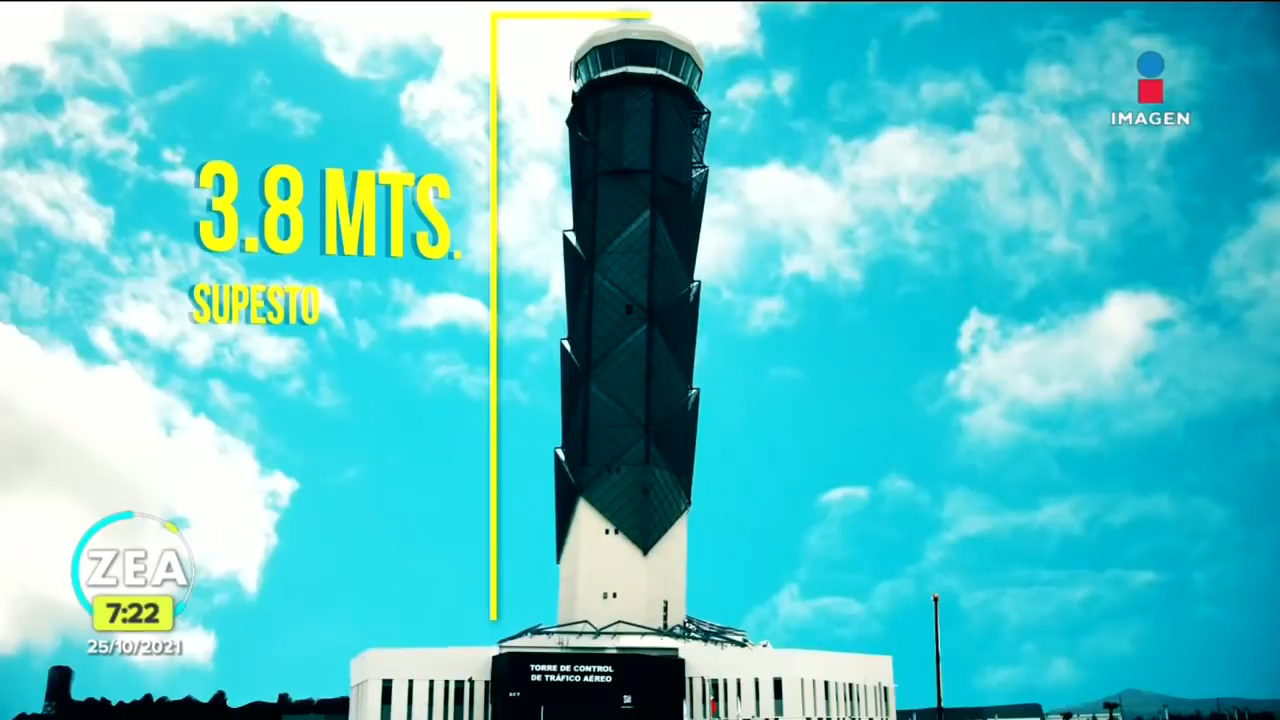 3.8 MTS.
SUPESTO
IMAGEN
ZEA
7:22
25/10/2021
TORRE DE CONTROL
DE TRÁFICO AÉREO